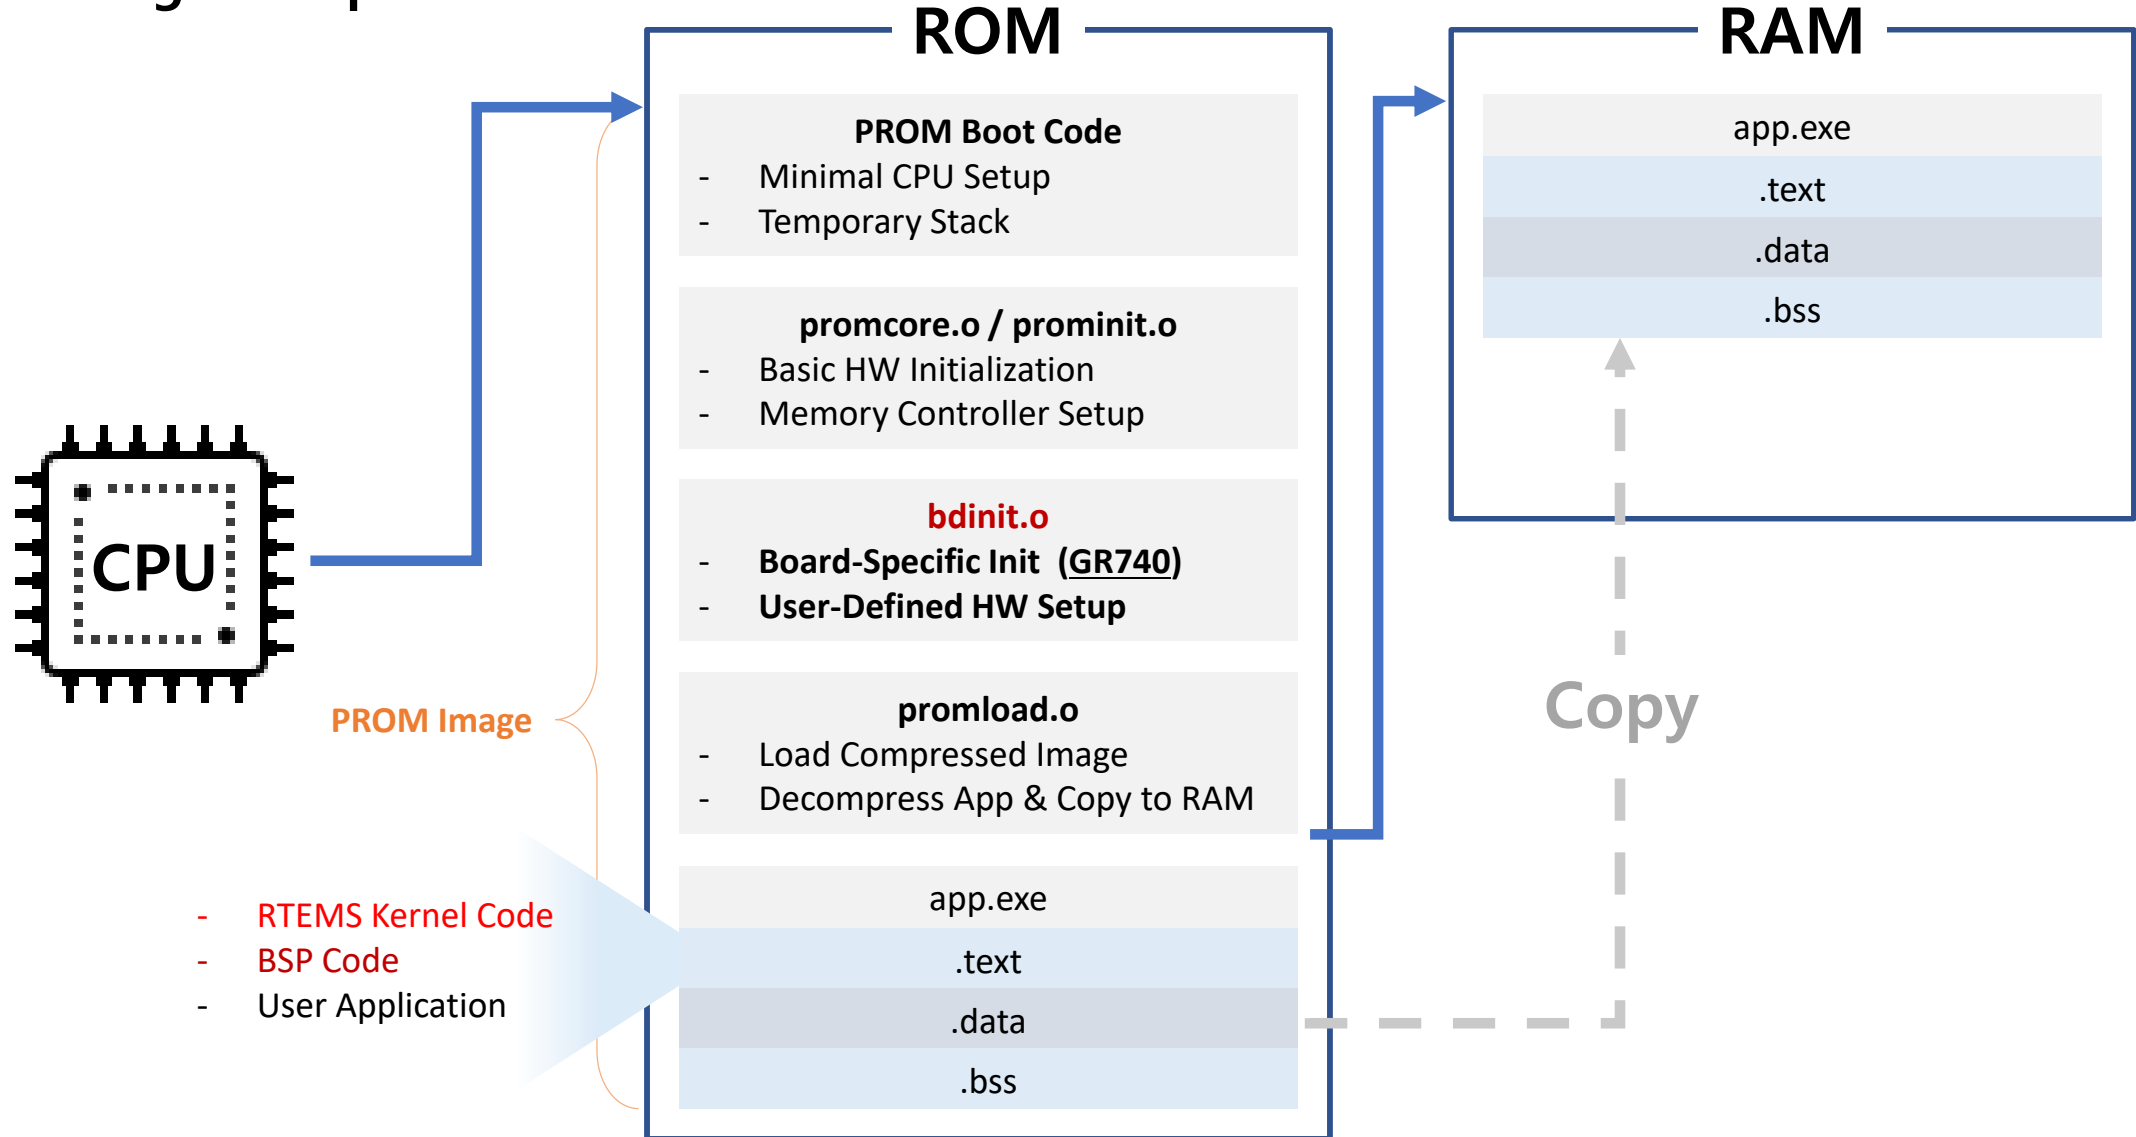 ROM
PROM Boot Code
- Minimal CPU Setup
- Temporary Stack
promcore.o / prominit.o
- Basic HW Initialization
- Memory Controller Setup
bdinit.o
- Board-Specific Init (GR740)
- User-Defined HW Setup
promload.o
- Load Compressed Image
- Decompress App & Copy to RAM
app.exe
.text
.data
.bss
RAM
app.exe
.text
.data
.bss
Copy
CPU
PROM Image
- RTEMS Kernel Code
- BSP Code
- User Application